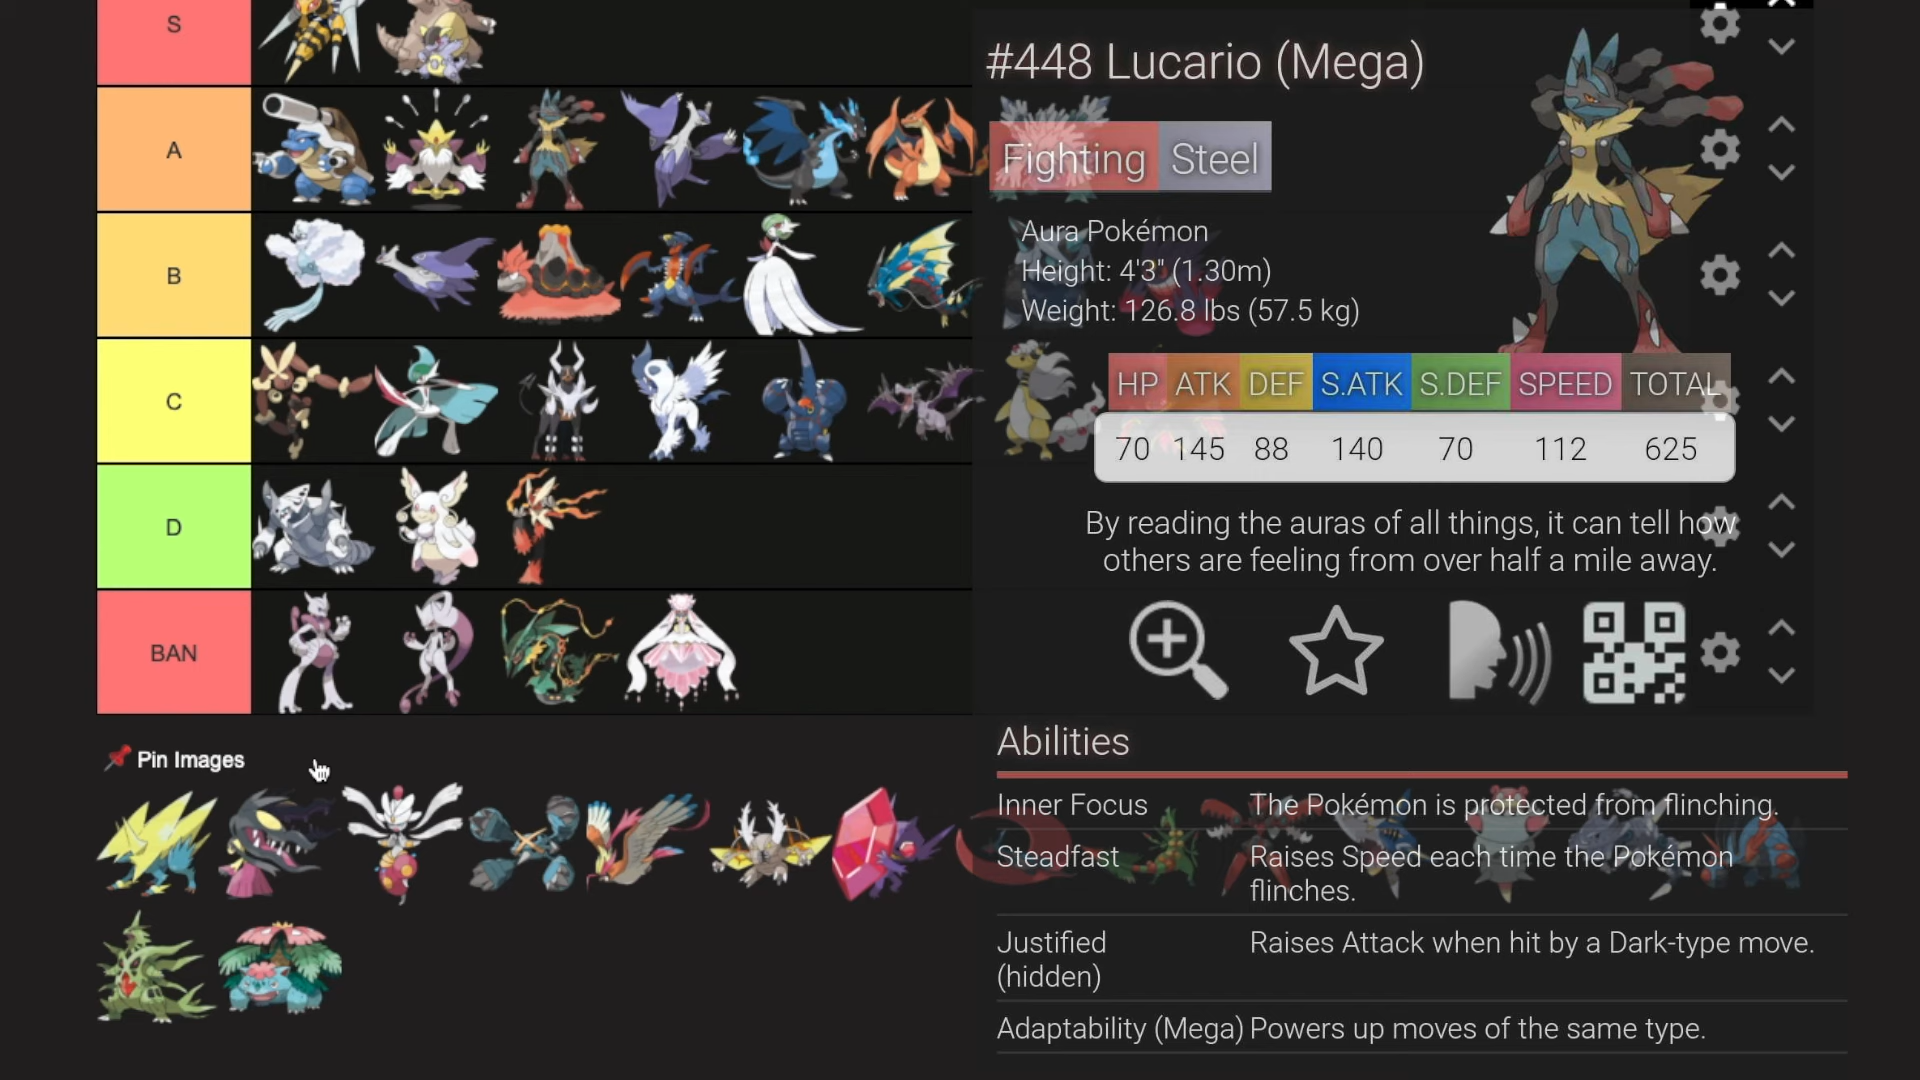 S
A
B
C
D
BAN
Pin Images
#448 Lucario (Mega)
Fighting Steel
Aura Pokémon
Height: 4'3" (1.30m)
Weight: 126.8 lbs (57.5 kg)
HP ATK DEF S.ATK S.DEF SPEED TOTAL
70 145 88 140 70 112 625
By reading the auras of all things, it can tell how
others are feeling from over half a mile away.
Abilities
Inner Focus The Pokémon is protected from flinching.
Steadfast Raises Speed each time the Pokémon
flinches.
Justified Raises Attack when hit by a Dark-type move.
(hidden)
Adaptability (Mega) Powers up moves of the same type.